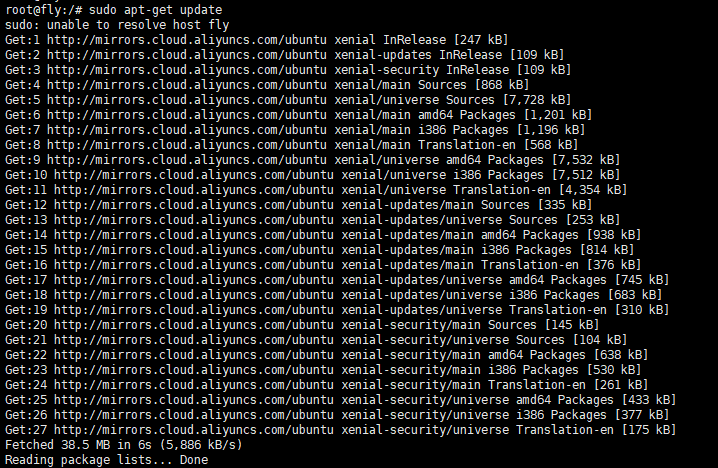 root@fly:/# sudo apt-get update
sudo: unable to resolve host fly
Get:1 http://mirrors.cloud.aliyuncs.com/ubuntu xenial InRelease [247 kB]
Get:2 http://mirrors.cloud.aliyuncs.com/ubuntu xenial-updates InRelease [109 kB]
Get:3 http://mirrors.cloud.aliyuncs.com/ubuntu xenial-security InRelease [109 kB]
Get:4 http://mirrors.cloud.aliyuncs.com/ubuntu xenial/main Sources [868 kB]
Get:5 http://mirrors.cloud.aliyuncs.com/ubuntu xenial/universe Sources [7,728 kB]
Get:6 http://mirrors.cloud.aliyuncs.com/ubuntu xenial/main amd64 Packages [1,201 kB]
Get:7 http://mirrors.cloud.aliyuncs.com/ubuntu xenial/main i386 Packages [1,196 kB]
Get:8 http://mirrors.cloud.aliyuncs.com/ubuntu xenial/main Translation-en [568 kB]
Get:9 http://mirrors.cloud.aliyuncs.com/ubuntu xenial/universe amd64 Packages [7,532 kB]
Get:10 http://mirrors.cloud.aliyuncs.com/ubuntu xenial/universe i386 Packages [7,512 kB]
Get:11 http://mirrors.cloud.aliyuncs.com/ubuntu xenial/universe Translation-en [4,354 kB]
Get:12 http://mirrors.cloud.aliyuncs.com/ubuntu xenial-updates/main Sources [335 kB]
Get:13 http://mirrors.cloud.aliyuncs.com/ubuntu xenial-updates/universe Sources [253 kB]
Get:14 http://mirrors.cloud.aliyuncs.com/ubuntu xenial-updates/main amd64 Packages [938 kB]
Get:15 http://mirrors.cloud.aliyuncs.com/ubuntu xenial-updates/main i386 Packages [814 kB]
Get:16 http://mirrors.cloud.aliyuncs.com/ubuntu xenial-updates/main Translation-en [376 kB]
Get:17 http://mirrors.cloud.aliyuncs.com/ubuntu xenial-updates/universe amd64 Packages [745 kB]
Get:18 http://mirrors.cloud.aliyuncs.com/ubuntu xenial-updates/universe i386 Packages [683 kB]
Get:19 http://mirrors.cloud.aliyuncs.com/ubuntu xenial-updates/universe Translation-en [310 kB]
Get:20 http://mirrors.cloud.aliyuncs.com/ubuntu xenial-security/main Sources [145 kB]
Get:21 http://mirrors.cloud.aliyuncs.com/ubuntu xenial-security/universe Sources [104 kB]
Get:22 http://mirrors.cloud.aliyuncs.com/ubuntu xenial-security/main amd64 Packages [638 kB]
Get:23 http://mirrors.cloud.aliyuncs.com/ubuntu xenial-security/main i386 Packages [530 kB]
Get:24 http://mirrors.cloud.aliyuncs.com/ubuntu xenial-security/main Translation-en [261 kB]
Get:25 http://mirrors.cloud.aliyuncs.com/ubuntu xenial-security/universe amd64 Packages [433 kB]
Get:26 http://mirrors.cloud.aliyuncs.com/ubuntu xenial-security/universe i386 Packages [377 kB]
Get:27 http://mirrors.cloud.aliyuncs.com/ubuntu xenial-security/universe Translation-en [175 kB]
Fetched 38.5 MB in 6s (5,886 kB/s)
Reading package lists... Done